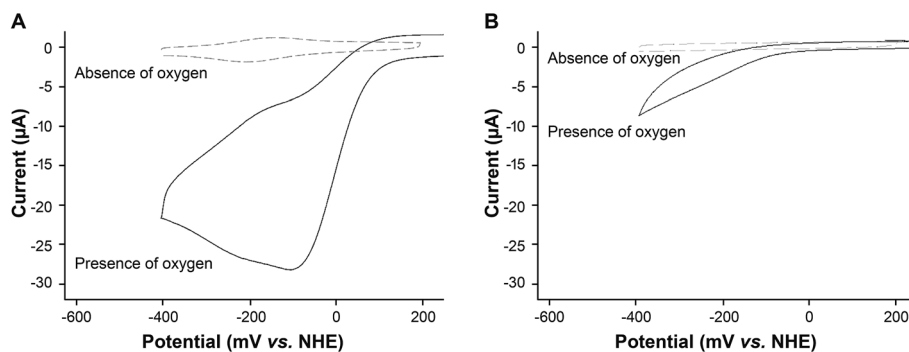 A
0
-5
-10
-15
-20
-25
-30
Current (µA)
Absence of oxygen
Presence of oxygen
-600 -400 -200 0 200
Potential (mV vs. NHE)
B
0
-5
-10
-15
-20
-25
-30
Current (µA)
Absence of oxygen
Presence of oxygen
-600 -400 -200 0 200
Potential (mV vs. NHE)